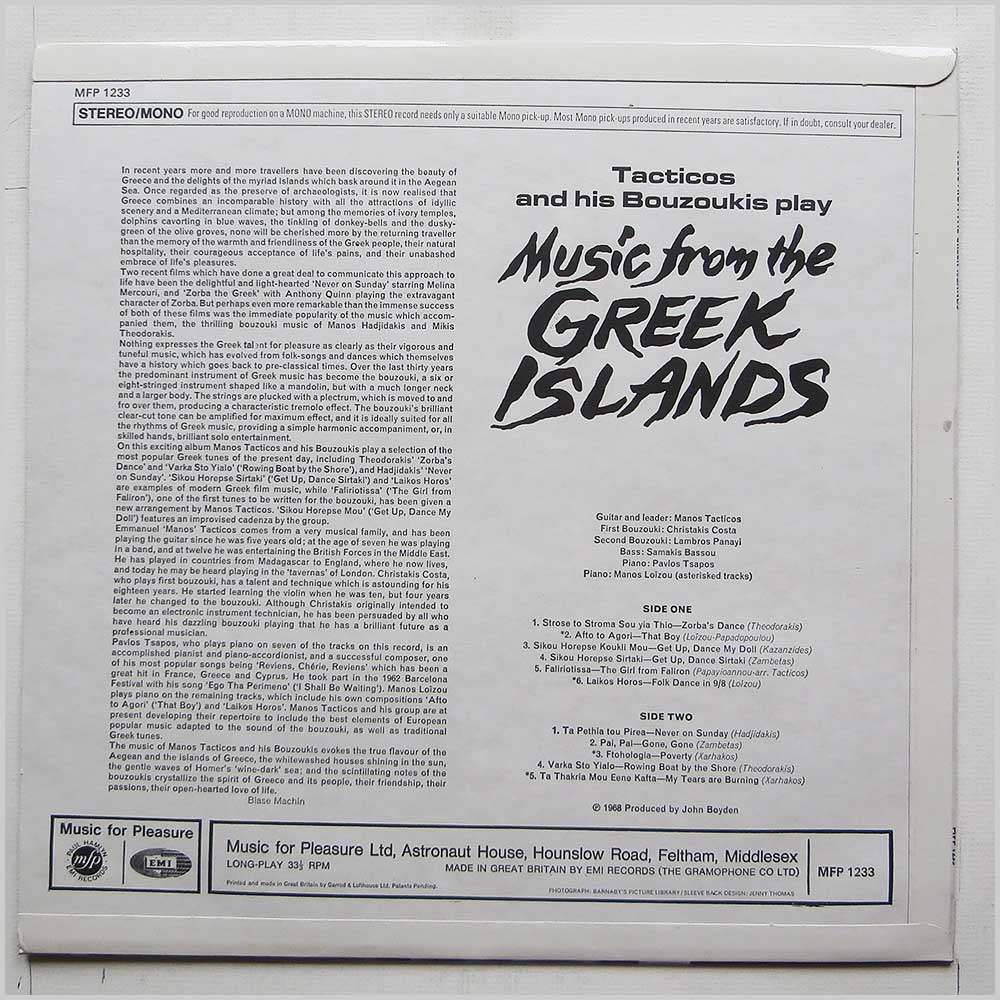 MFP 1233
STEREO/MONO For good reproduction on a MONO machine, this STEREO record needs only a suitable Mono pick-up. Most Mono pick-ups produced in recent years are satisfactory. If in doubt, consult your dealer.
In recent years more and more travellers have been discovering the beauty of
Greece and the delights of the myriad islands which bask around it in the Aegean
Sea. Once regarded as the preserve of archaeologists, it is now realised that
Greece combines an incomparable history with all the attractions of idyllic
scenery and a Mediterranean climate; but among the memories of ivory temples,
dolphins cavorting in blue waves, the tinkling of donkey-bells and the dusky-
green of the olive groves, none will be cherished more by the returning traveller
than the memory of the warmth and friendliness of the Greek people, their natural
hospitality, their courageous acceptance of life's pains, and their unabashed
embrace of life's pleasures.
Two recent films which have done a great deal to communicate this approach to
life have been the delightful and light-hearted 'Never on Sunday' starring Melina
Mercouri, and 'Zorba the Greek' with Anthony Quinn playing the extravagant
character of Zorba. But perhaps even more remarkable than the immense success
of both of these films was the immediate popularity of the music which accom-
panied them, the thrilling bouzouki music of Manos Hadjidakis and Mikis
Theodorakis.
Nothing expresses the Greek talent for pleasure as clearly as their vigorous and
tuneful music, which has evolved from folk-songs and dances which themselves
have a history which goes back to pre-classical times. Over the last thirty years
the predominant instrument of Greek music has become the bouzouki, a six or
eight-stringed instrument shaped like a mandolin, but with a much longer neck
and a larger body. The strings are plucked with a plectrum, which is moved to and
fro over them, producing a characteristic tremolo effect. The bouzouki's brilliant
clear-cut tone can be amplified for maximum effect, and it is ideally suited for all
the rhythms of Greek music, providing a simple harmonic accompaniment, or, in
skilled hands, brilliant solo entertainment.
On this exciting album Manos Tacticos and his Bouzoukis play a selection of the
most popular Greek tunes of the present day, including Theodorakis' 'Zorba's
Dance' and 'Varka Sto Yialo' ('Rowing Boat by the Shore'), and Hadjidakis' 'Never
on Sunday'. 'Sikou Horepse Sirtaki' ('Get Up, Dance Sirtaki') and 'Laikos Horos'
are examples of modern Greek film music, while 'Faliriotissa' ('The Girl from
Faliron'), one of the first tunes to be written for the bouzouki, has been given a
new arrangement by Manos Tacticos. 'Sikou Horepse Mou' ('Get Up, Dance My
Doll') features an improvised cadenza by the group.
Emmanuel 'Manos' Tacticos comes from a very musical family, and has been
playing the guitar since he was five years old; at the age of seven he was playing
in a band, and at twelve he was entertaining the British Forces in the Middle East.
He has played in countries from Madagascar to England, where he now lives,
and today he may be heard playing in the 'tavernas' of London. Christakis Costa,
who plays first bouzouki, has a talent and technique which is astounding for his
eighteen years. He started learning the violin when he was ten, but four years
later he changed to the bouzouki. Although Christakis originally intended to
become an electronic instrument technician, he has been persuaded by all who
have heard his dazzling bouzouki playing that he has a brilliant future as a
professional musician.
Pavlos Tsapos, who plays piano on seven of the tracks on this record, is an
accomplished pianist and piano-accordionist, and a successful composer, one
of his most popular songs being 'Reviens, Chérie, Reviens' which has been a
great hit in France, Greece and Cyprus. He took part in the 1962 Barcelona
Festival with his song 'Ego Tha Perimeno' ('I Shall Be Waiting'). Manos Loïzou
plays piano on the remaining tracks, which include his own compositions 'Afto
to Agori' ('That Boy') and 'Laikos Horos'. Manos Tacticos and his group are at
present developing their repertoire to include the best elements of European
popular music adapted to the sound of the bouzouki, as well as traditional
Greek tunes.
The music of Manos Tacticos and his Bouzoukis evokes the true flavour of the
Aegean and the islands of Greece, the whitewashed houses shining in the sun,
the gentle waves of Homer's 'wine-dark' sea; and the scintillating notes of the
bouzoukis crystallize the spirit of Greece and its people, their friendship, their
passions, their open-hearted love of life.
Blase Machin
Tacticos
and his Bouzoukis play
Music from the
GREEK
ISLANDS
Guitar and leader: Manos Tacticos
First Bouzouki: Christakis Costa
Second Bouzouki: Lambros Panayi
Bass: Samakis Bassou
Piano: Pavlos Tsapos
Piano: Manos Loïzou (asterisked tracks)
SIDE ONE
1. Strose to Stroma Sou yia Thio—Zorba's Dance (Theodorakis)
*2. Afto to Agori—That Boy (Loïzou-Papadopoulou)
3. Sikou Horepse Koukli Mou—Get Up, Dance My Doll (Kazanzides)
4. Sikou Horepse Sirtaki—Get Up, Dance Sirtaki (Zambetas)
5. Faliriotissa—The Girl from Faliron (Papayioannou-arr. Tacticos)
*6. Laikos Horos—Folk Dance in 9/8 (Loïzou)
SIDE TWO
1. Ta Pethia tou Pirea—Never on Sunday (Hadjidakis)
2. Pai, Pai—Gone, Gone (Zambetas)
*3. Ftohologia—Poverty (Xarhakos)
4. Varka Sto Yialo—Rowing Boat by the Shore (Theodorakis)
*5. Ta Thakria Mou Eene Kafta—My Tears are Burning (Xarhakos)
℗ 1968 Produced by John Boyden
Music for Pleasure
PAUL HAMLYN
mfp
EMI RECORDS
EMI
Music for Pleasure Ltd, Astronaut House, Hounslow Road, Feltham, Middlesex
LONG-PLAY 33⅓ RPM
MADE IN GREAT BRITAIN BY EMI RECORDS (THE GRAMOPHONE CO LTD)
MFP 1233
Printed and made in Great Britain by Garrod & Lofthouse Ltd. Patents Pending.
PHOTOGRAPH: BARNABY'S PICTURE LIBRARY/SLEEVE BACK DESIGN: JENNY THOMAS